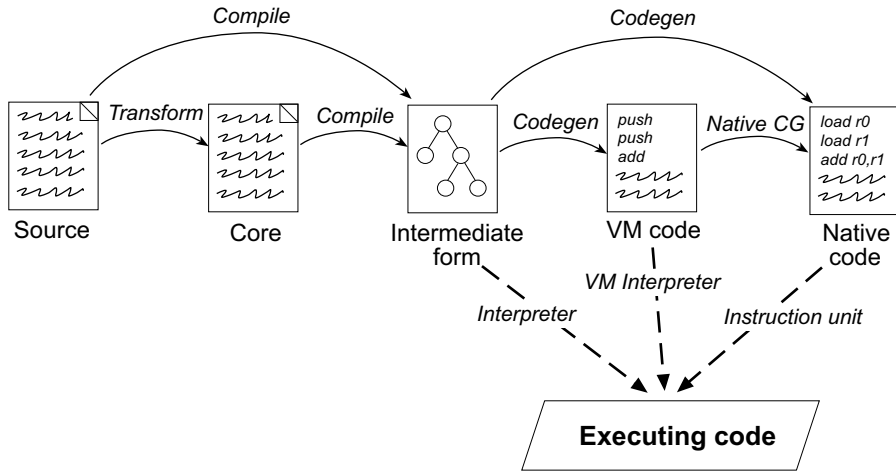 Compile
Codegen
Transform
Compile
Codegen
Native CG
push
push
add
load r0
load r1
add r0,r1
Source
Core
Intermediate
form
VM code
Native
code
Interpreter
VM Interpreter
Instruction unit
Executing code